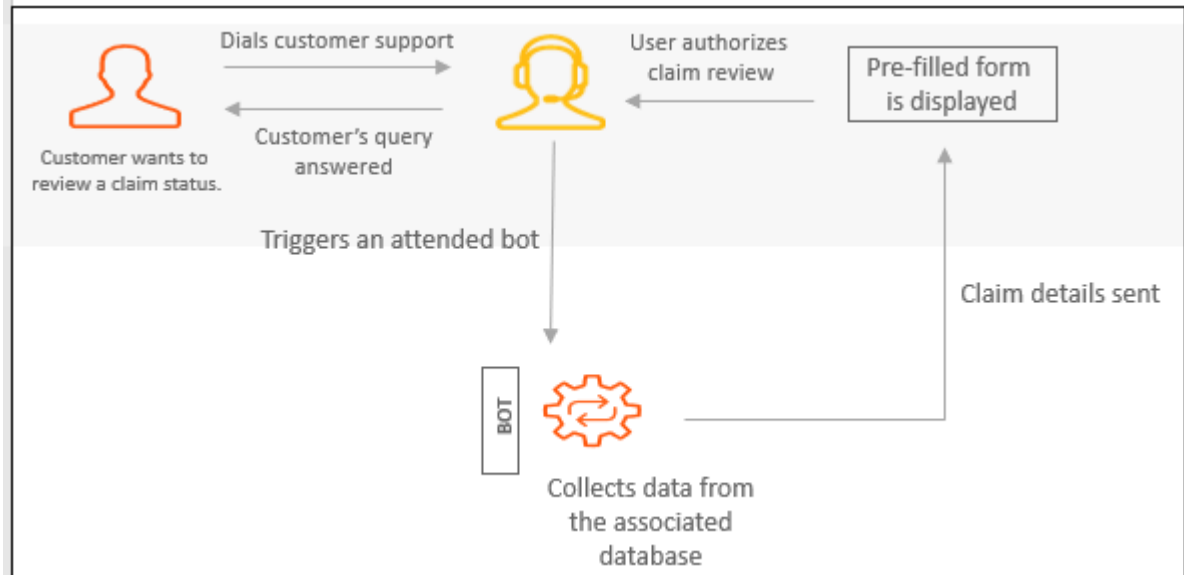 Dials customer support
Customer's query
answered
Customer wants to
review a claim status.
User authorizes
claim review
Pre-filled form
is displayed
Triggers an attended bot
Claim details sent
BOT
Collects data from
the associated
database